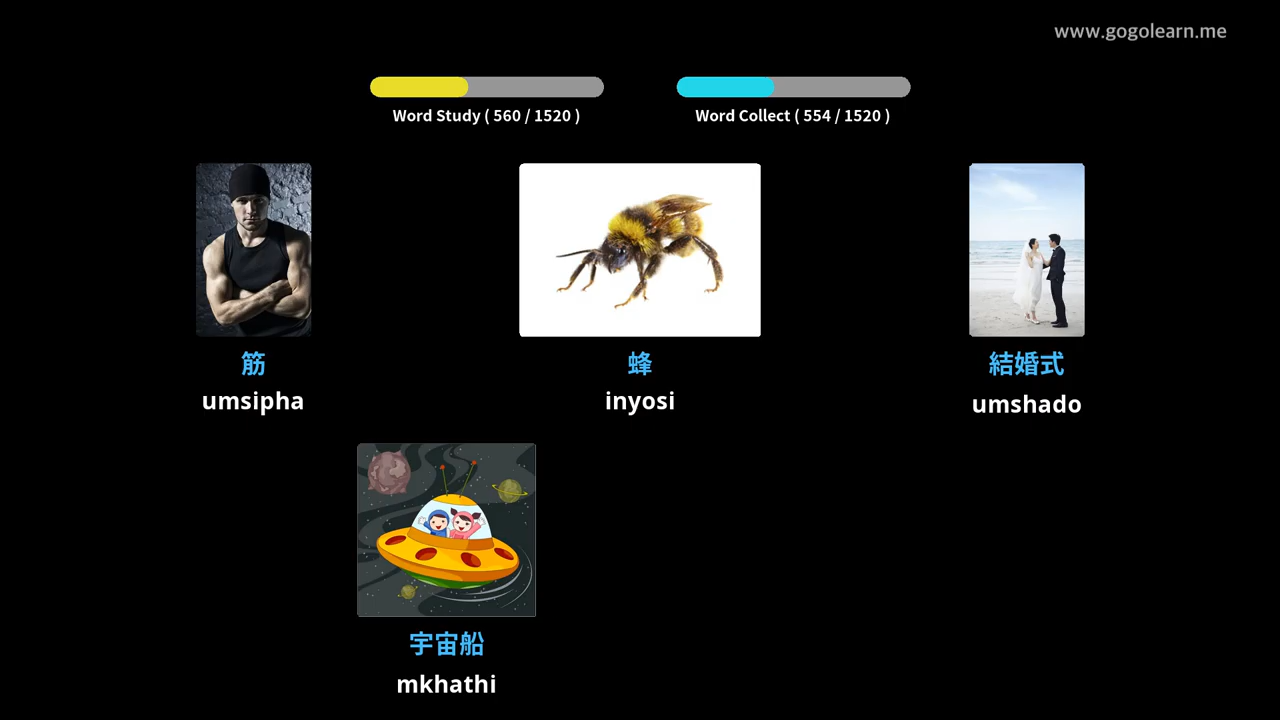 www.gogolearn.me
Word Study ( 560 / 1520 )
Word Collect ( 554 / 1520 )
筋
蜂
結婚式
umsipha
inyosi
umshado
宇宙船
mkhathi